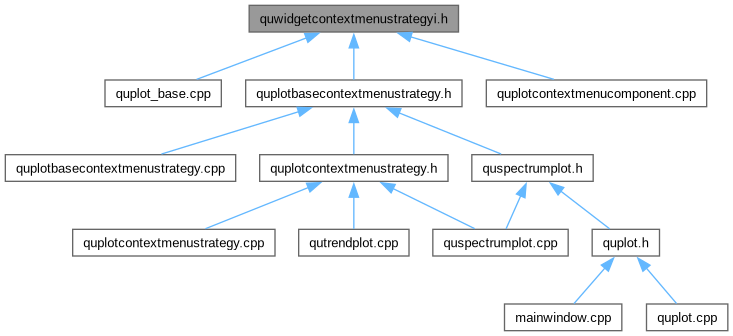 quwidgetcontextmenustrategyi.h
quplot_base.cpp
quplotbasecontextmenustrategy.h
quplotcontextmenucomponent.cpp
quplotbasecontextmenustrategy.cpp
quplotcontextmenustrategy.h
quspectrumplot.h
quplotcontextmenustrategy.cpp
qutrendplot.cpp
quspectrumplot.cpp
quplot.h
mainwindow.cpp
quplot.cpp